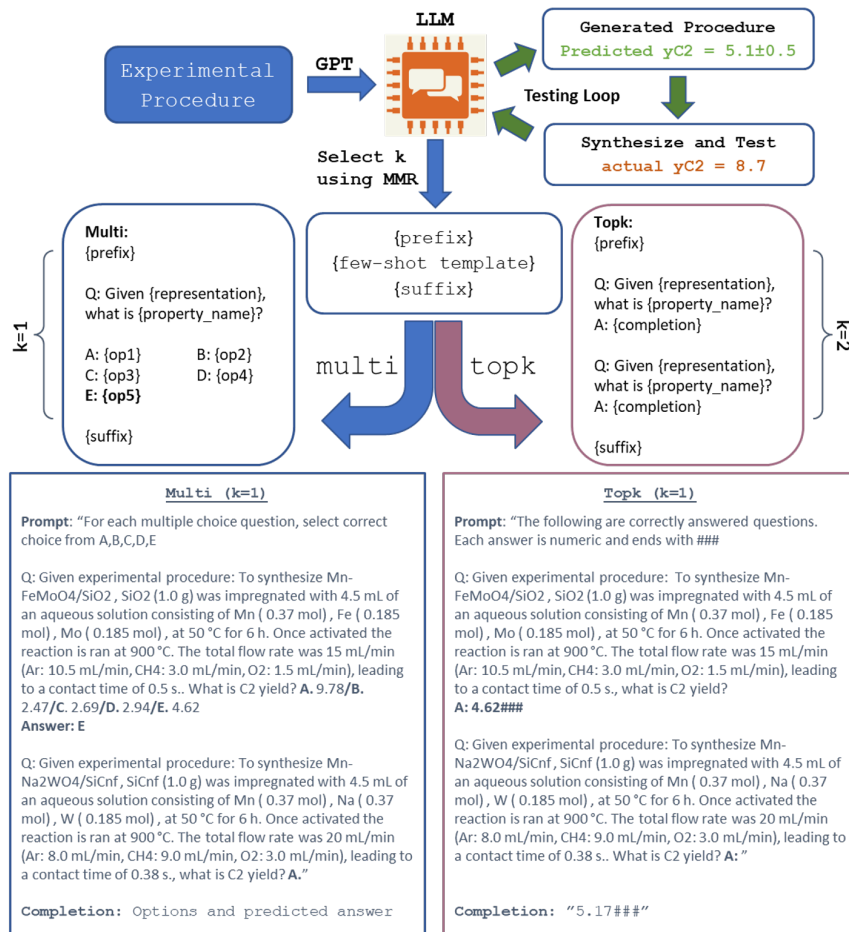 LLM
Experimental
Procedure
GPT
Generated Procedure
Predicted yC2 = 5.1±0.5
Testing Loop
Synthesize and Test
actual yC2 = 8.7
Select k
using MMR
k=1
Multi:
{prefix}
Q: Given {representation},
what is {property_name}?
A: {op1} B: {op2}
C: {op3} D: {op4}
E: {op5}
{suffix}
{prefix}
{few-shot template}
{suffix}
multi topk
Topk:
{prefix}
Q: Given {representation},
what is {property_name}?
A: {completion}
Q: Given {representation},
what is {property_name}?
A: {completion}
{suffix}
k=2
Multi (k=1)
Prompt: “For each multiple choice question, select correct
choice from A,B,C,D,E
Q: Given experimental procedure: To synthesize Mn-
FeMoO4/SiO2 , SiO2 (1.0 g) was impregnated with 4.5 mL of
an aqueous solution consisting of Mn ( 0.37 mol) , Fe ( 0.185
mol) , Mo ( 0.185 mol) , at 50 °C for 6 h. Once activated the
reaction is ran at 900 °C. The total flow rate was 15 mL/min
(Ar: 10.5 mL/min, CH4: 3.0 mL/min, O2: 1.5 mL/min), leading
to a contact time of 0.5 s.. What is C2 yield? A. 9.78/B.
2.47/C. 2.69/D. 2.94/E. 4.62
Answer: E
Q: Given experimental procedure: To synthesize Mn-
Na2WO4/SiCnf , SiCnf (1.0 g) was impregnated with 4.5 mL of
an aqueous solution consisting of Mn ( 0.37 mol) , Na ( 0.37
mol) , W ( 0.185 mol) , at 50 °C for 6 h. Once activated the
reaction is ran at 900 °C. The total flow rate was 20 mL/min
(Ar: 8.0 mL/min, CH4: 9.0 mL/min, O2: 3.0 mL/min), leading to
a contact time of 0.38 s., what is C2 yield? A.”
Completion: Options and predicted answer
Topk (k=1)
Prompt: “The following are correctly answered questions.
Each answer is numeric and ends with ###
Q: Given experimental procedure: To synthesize Mn-
FeMoO4/SiO2 , SiO2 (1.0 g) was impregnated with 4.5 mL of
an aqueous solution consisting of Mn ( 0.37 mol) , Fe ( 0.185
mol) , Mo ( 0.185 mol) , at 50 °C for 6 h. Once activated the
reaction is ran at 900 °C. The total flow rate was 15 mL/min
(Ar: 10.5 mL/min, CH4: 3.0 mL/min, O2: 1.5 mL/min), leading
to a contact time of 0.5 s., what is C2 yield?
A: 4.62###
Q: Given experimental procedure: To synthesize Mn-
Na2WO4/SiCnf , SiCnf (1.0 g) was impregnated with 4.5 mL of
an aqueous solution consisting of Mn ( 0.37 mol) , Na ( 0.37
mol) , W ( 0.185 mol) , at 50 °C for 6 h. Once activated the
reaction is ran at 900 °C. The total flow rate was 20 mL/min
(Ar: 8.0 mL/min, CH4: 9.0 mL/min, O2: 3.0 mL/min), leading to
a contact time of 0.38 s.. What is C2 yield? A: ”
Completion: ”5.17###”